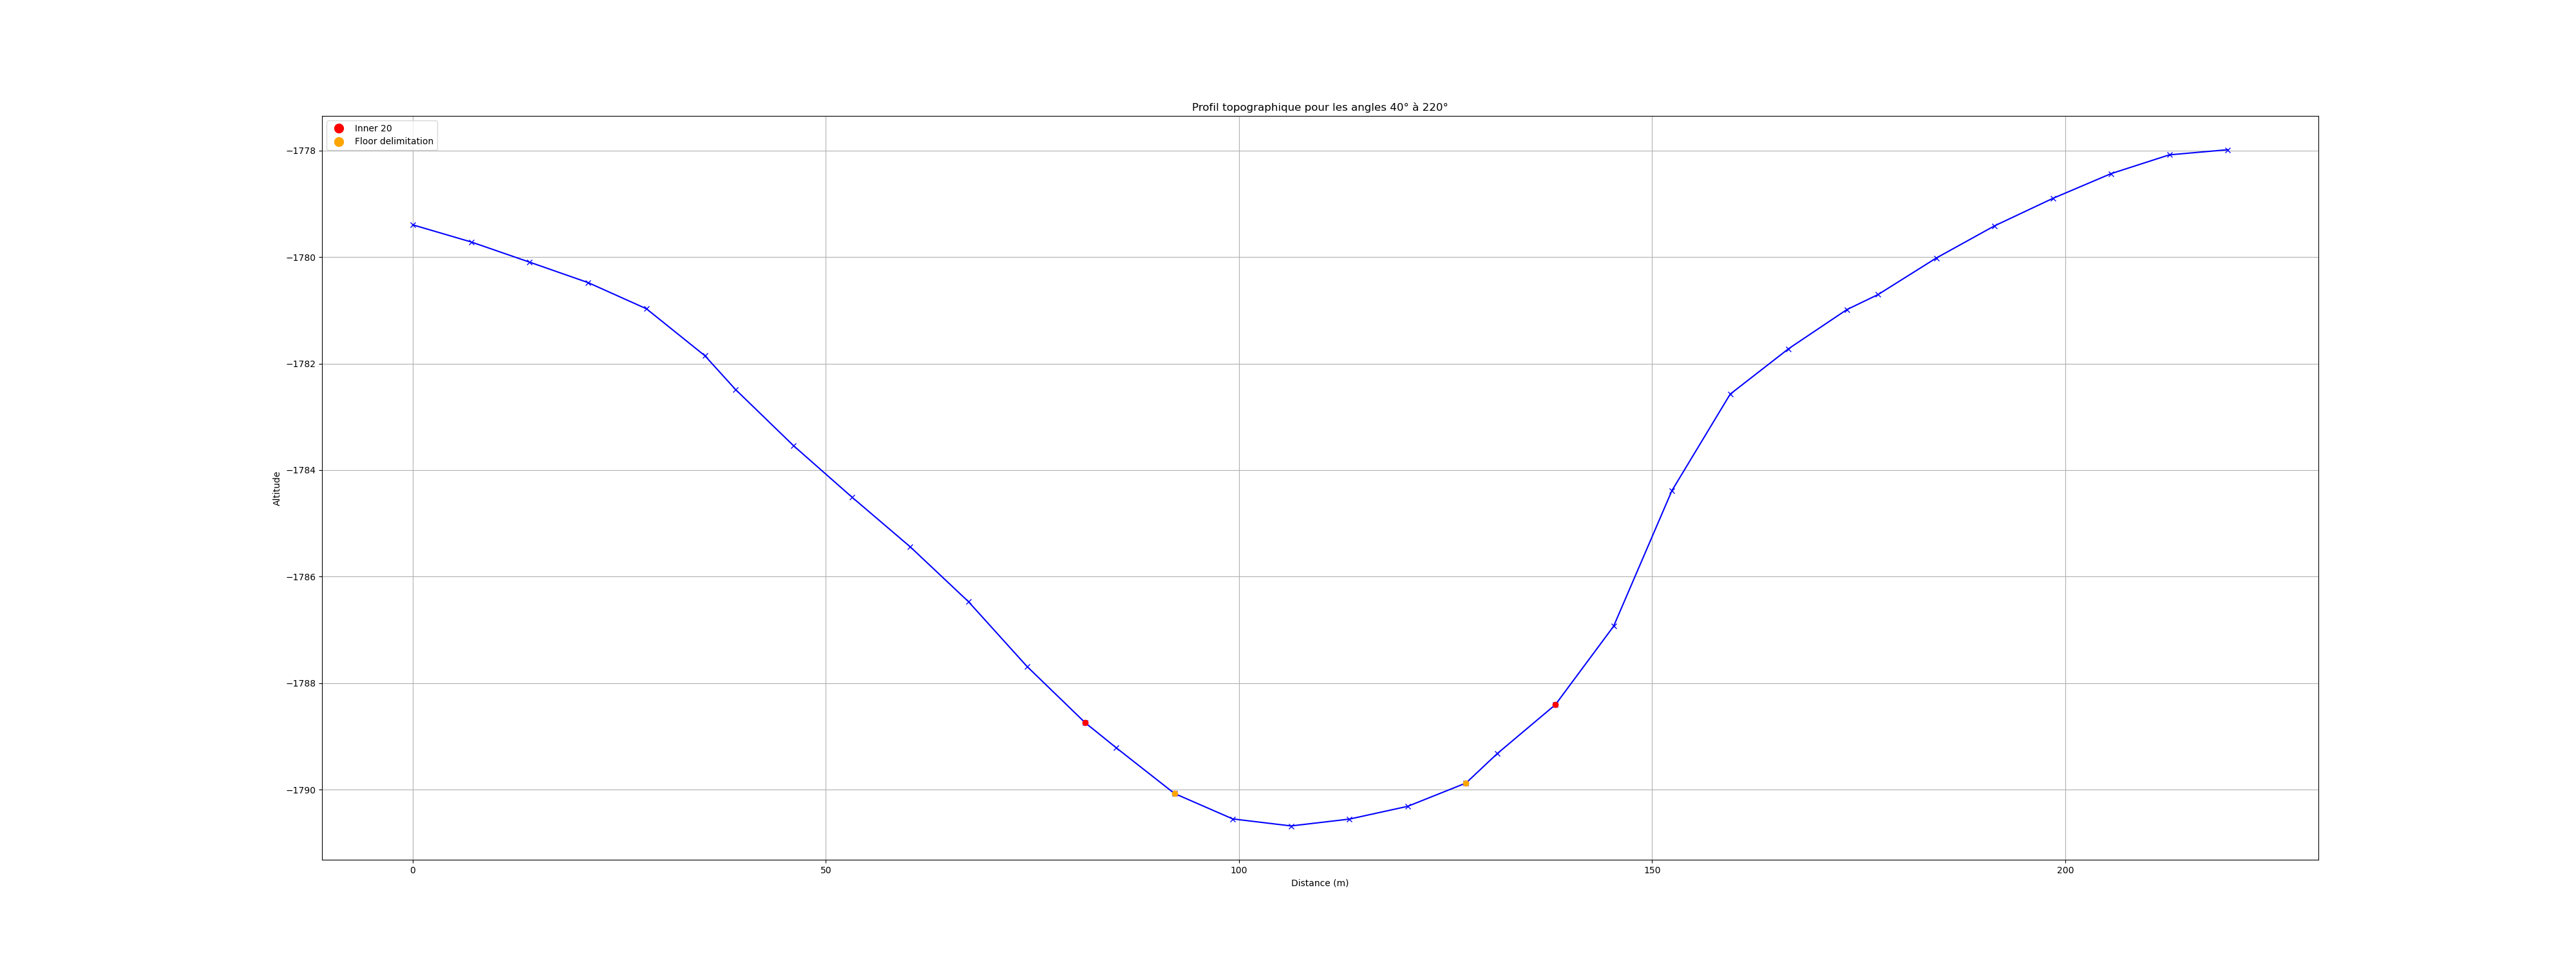 Profil topographique pour les angles 40° à 220°
Inner 20
Floor delimitation
−1778
−1780
−1782
−1784
−1786
−1788
−1790
Altitude
0 50 100 150 200
Distance (m)